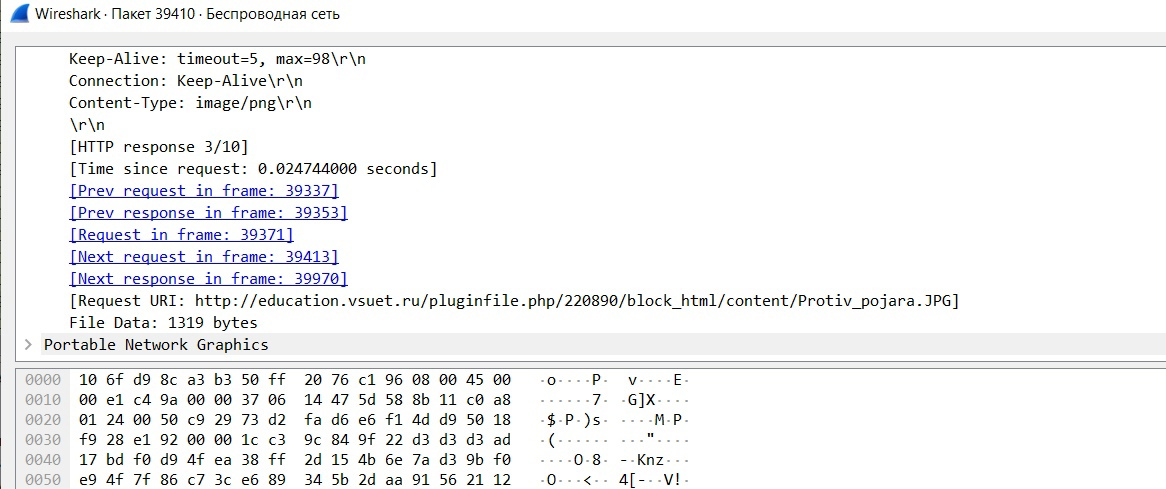 Wireshark · Пакет 39410 · Беспроводная сеть
Keep-Alive: timeout=5, max=98\r\n
Connection: Keep-Alive\r\n
Content-Type: image/png\r\n
\r\n
[HTTP response 3/10]
[Time since request: 0.024744000 seconds]
[Prev request in frame: 39337]
[Prev response in frame: 39353]
[Request in frame: 39371]
[Next request in frame: 39413]
[Next response in frame: 39970]
[Request URI: http://education.vsuet.ru/pluginfile.php/220890/block_html/content/Protiv_pojara.JPG]
File Data: 1319 bytes
Portable Network Graphics
0000 10 6f d9 8c a3 b3 50 ff 20 76 c1 96 08 00 45 00 ·o····P· v····E·
0010 00 e1 c4 9a 00 00 37 06 14 47 5d 58 8b 11 c0 a8 ······7· ·G]X····
0020 01 24 00 50 c9 29 73 d2 fa d6 e6 f1 4d d9 50 18 ·$·P·)s· ····M·P·
0030 f9 28 e1 92 00 00 1c c3 9c 84 9f 22 d3 d3 d3 ad ·(······ ···"····
0040 17 bd f0 d9 4f ea 38 ff 2d 15 4b 6e 7a d3 9b f0 ····O·8· -·Knz···
0050 e9 4f 7f 86 c7 3c e6 89 34 5b 2d aa 91 56 21 12 ·O···<·· 4[-··V!·